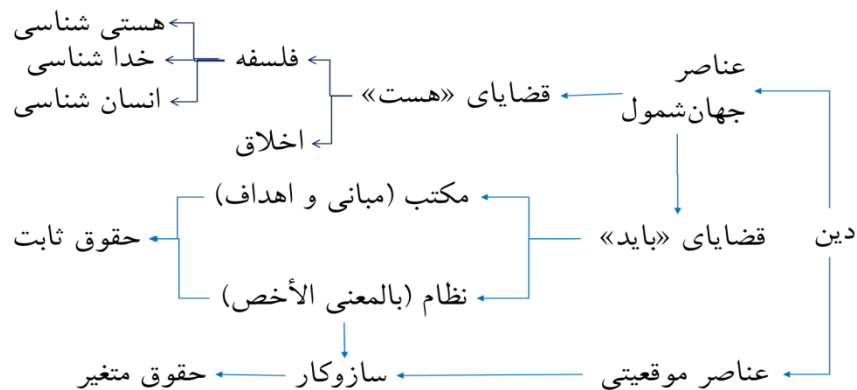 هستی شناسی
خدا شناسی
انسان شناسی
فلسفه
اخلاق
قضایای «هست»
عناصر
جهان‌شمول
مکتب (مبانی و اهداف)
حقوق ثابت
قضایای «باید»
دین
نظام (بالمعنی الأخص)
عناصر موقعیتی
سازوکار
حقوق متغیر